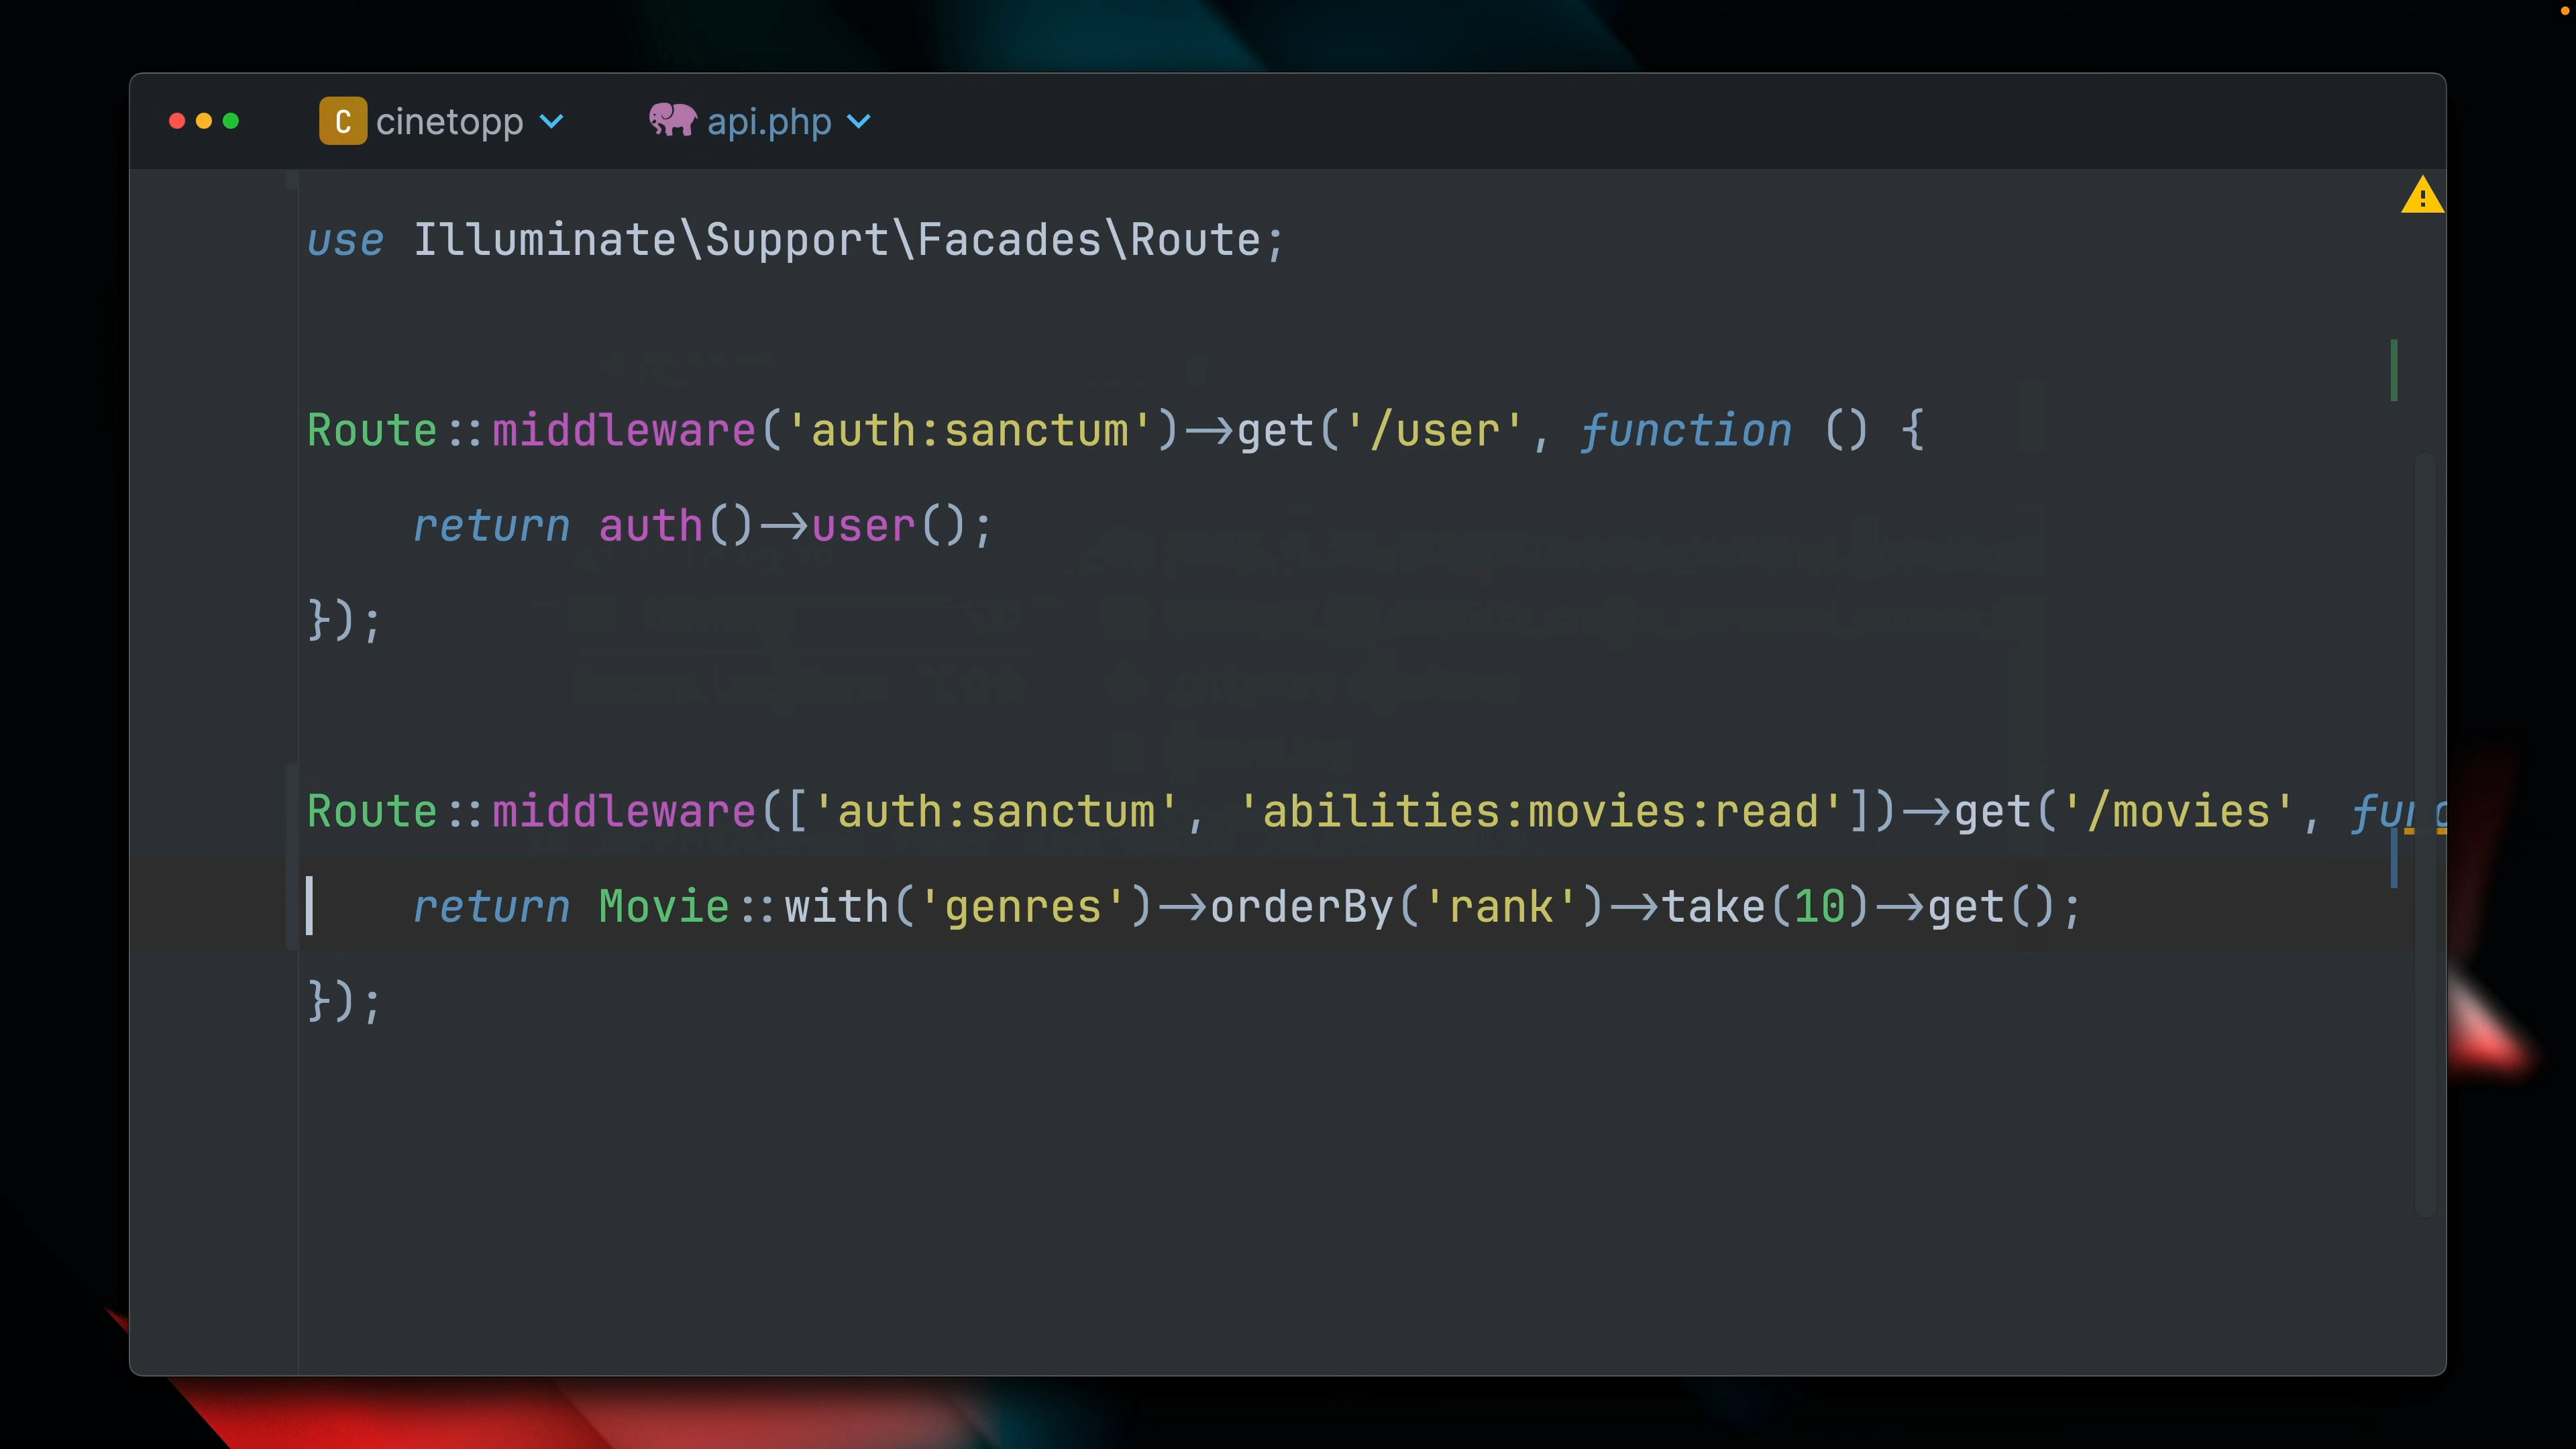 C cinetopp api.php
use Illuminate\Support\Facades\Route;
Route::middleware('auth:sanctum')->get('/user', function () {
    return auth()->user();
});
Route::middleware(['auth:sanctum', 'abilities:movies:read'])->get('/movies', func
    return Movie::with('genres')->orderBy('rank')->take(10)->get();
});